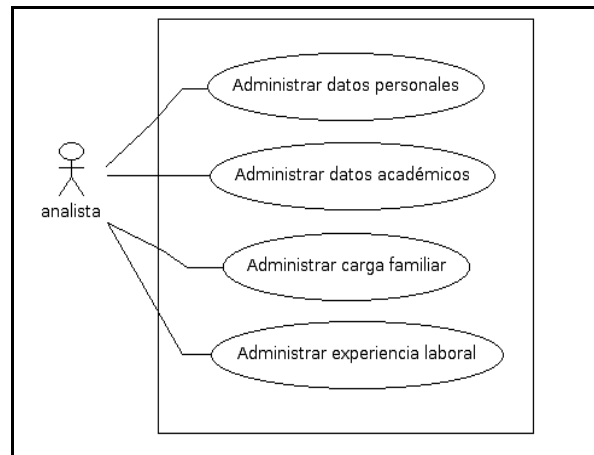 Administrar datos personales
Administrar datos académicos
analista
Administrar carga familiar
Administrar experiencia laboral